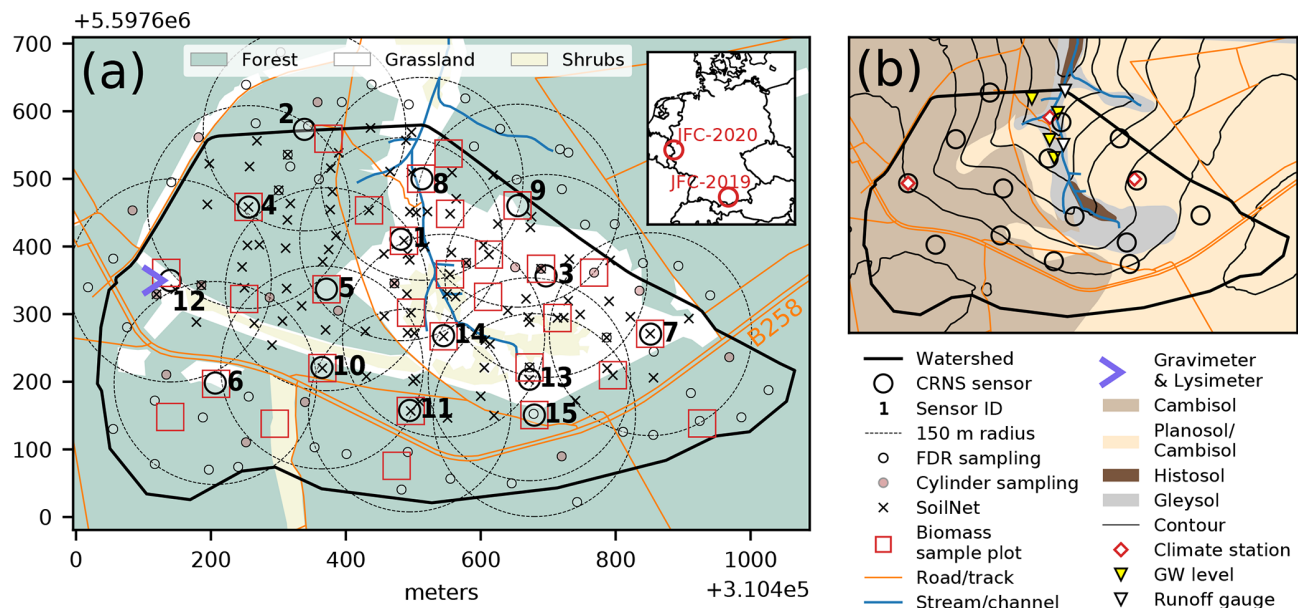 +5.5976e6
(a)
Forest
Grassland
Shrubs
JFC-2020
JFC-2019
700
600
500
400
300
200
100
0
2
8
9
4
1
3
5
12
14
7
B258
10
13
6
11
15
0
200
400
600
800
1000
meters
+3.104e5
(b)
Watershed
CRNS sensor
1 Sensor ID
150 m radius
FDR sampling
Cylinder sampling
SoilNet
Biomass
sample plot
Road/track
Stream/channel
Gravimeter
& Lysimeter
Cambisol
Planosol/
Cambisol
Histosol
Gleysol
Contour
Climate station
GW level
Runoff gauge